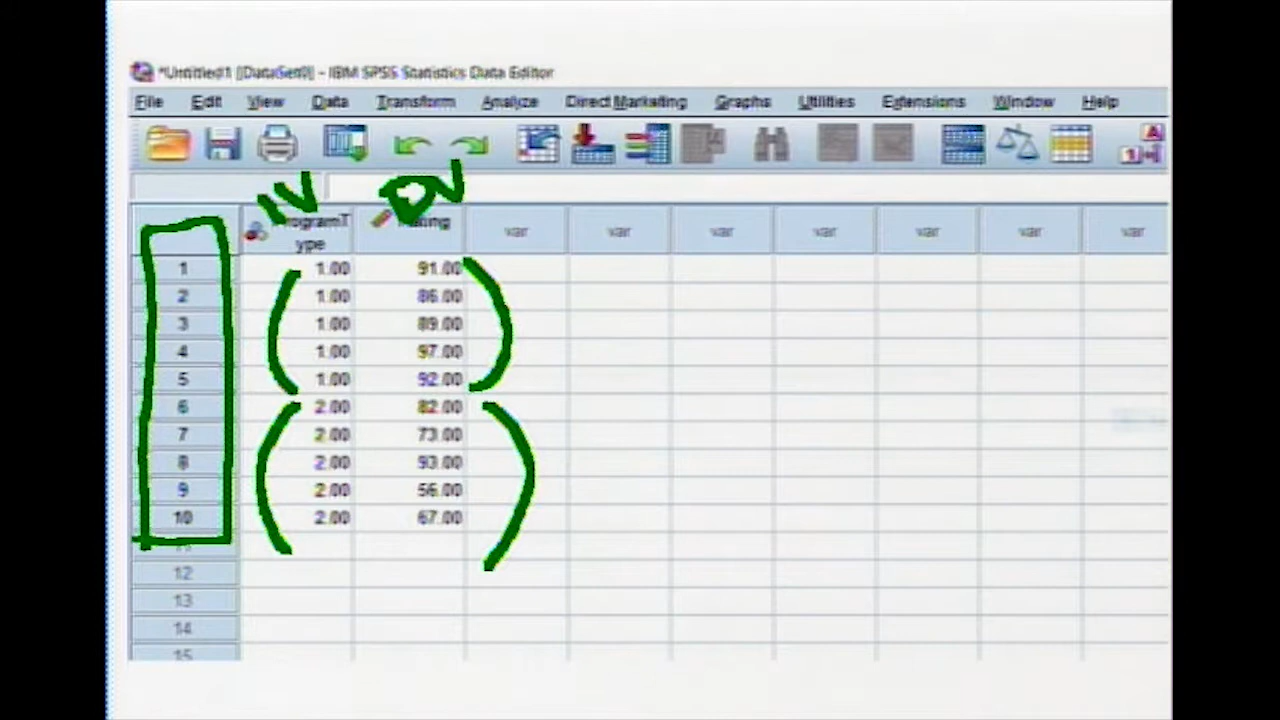 *Untitled1 [DataSet0] - IBM SPSS Statistics Data Editor
File Edit View Data Transform Analyze Direct Marketing Graphs Utilities Extensions Window Help
IV DV
var var var var var var var
ype
1 1.00 91.00
2 1.00 86.00
3 1.00 89.00
4 1.00 97.00
5 1.00 92.00
6 2.00 82.00
7 2.00 73.00
8 2.00 93.00
9 2.00 56.00
10 2.00 67.00
11
12
13
14
15